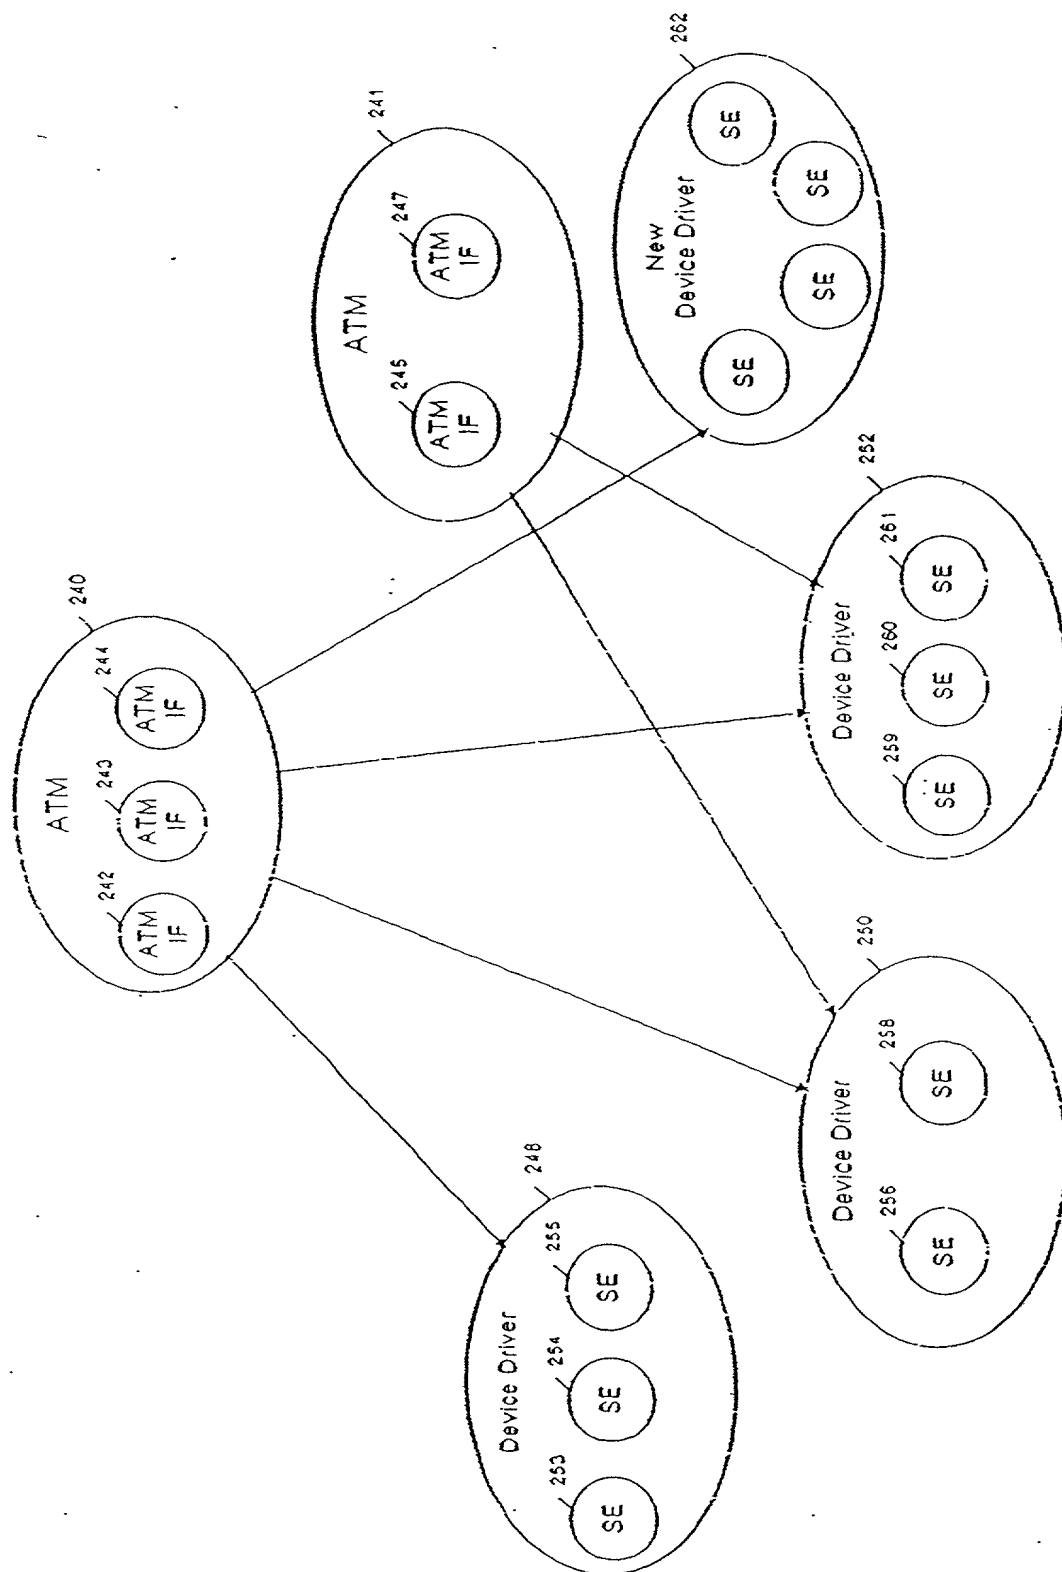 240
ATM
242
243
244
ATM
IF
ATM
IF
ATM
IF
241
ATM
245
247
ATM
IF
ATM
IF
248
Device Driver
253
254
255
SE
SE
SE
250
Device Driver
256
258
SE
SE
252
Device Driver
259
260
261
SE
SE
SE
262
New
Device Driver
SE
SE
SE
SE